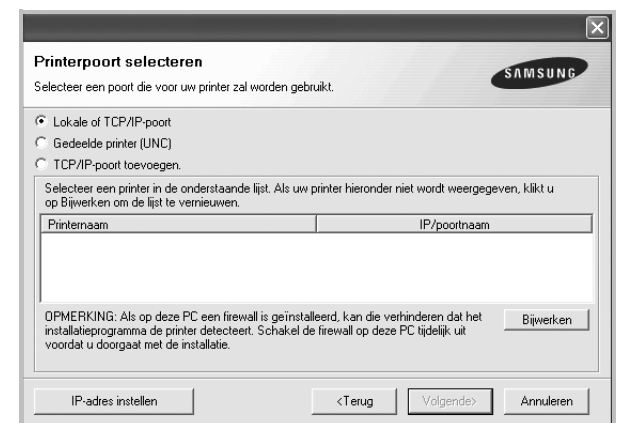 Printerpoort selecteren
Selecteer een poort die voor uw printer zal worden gebruikt.
SAMSUNG
Lokale of TCP/IP-poort
Gedeelde printer (UNC)
TCP/IP-poort toevoegen.
Selecteer een printer in de onderstaande lijst. Als uw printer hieronder niet wordt weergegeven, klikt u
op Bijwerken om de lijst te vernieuwen.
Printernaam IP/poortnaam
OPMERKING: Als op deze PC een firewall is geïnstalleerd, kan die verhinderen dat het
installatieprogramma de printer detecteert. Schakel de firewall op deze PC tijdelijk uit
voordat u doorgaat met de installatie.
Bijwerken
IP-adres instellen <Terug Volgende> Annuleren